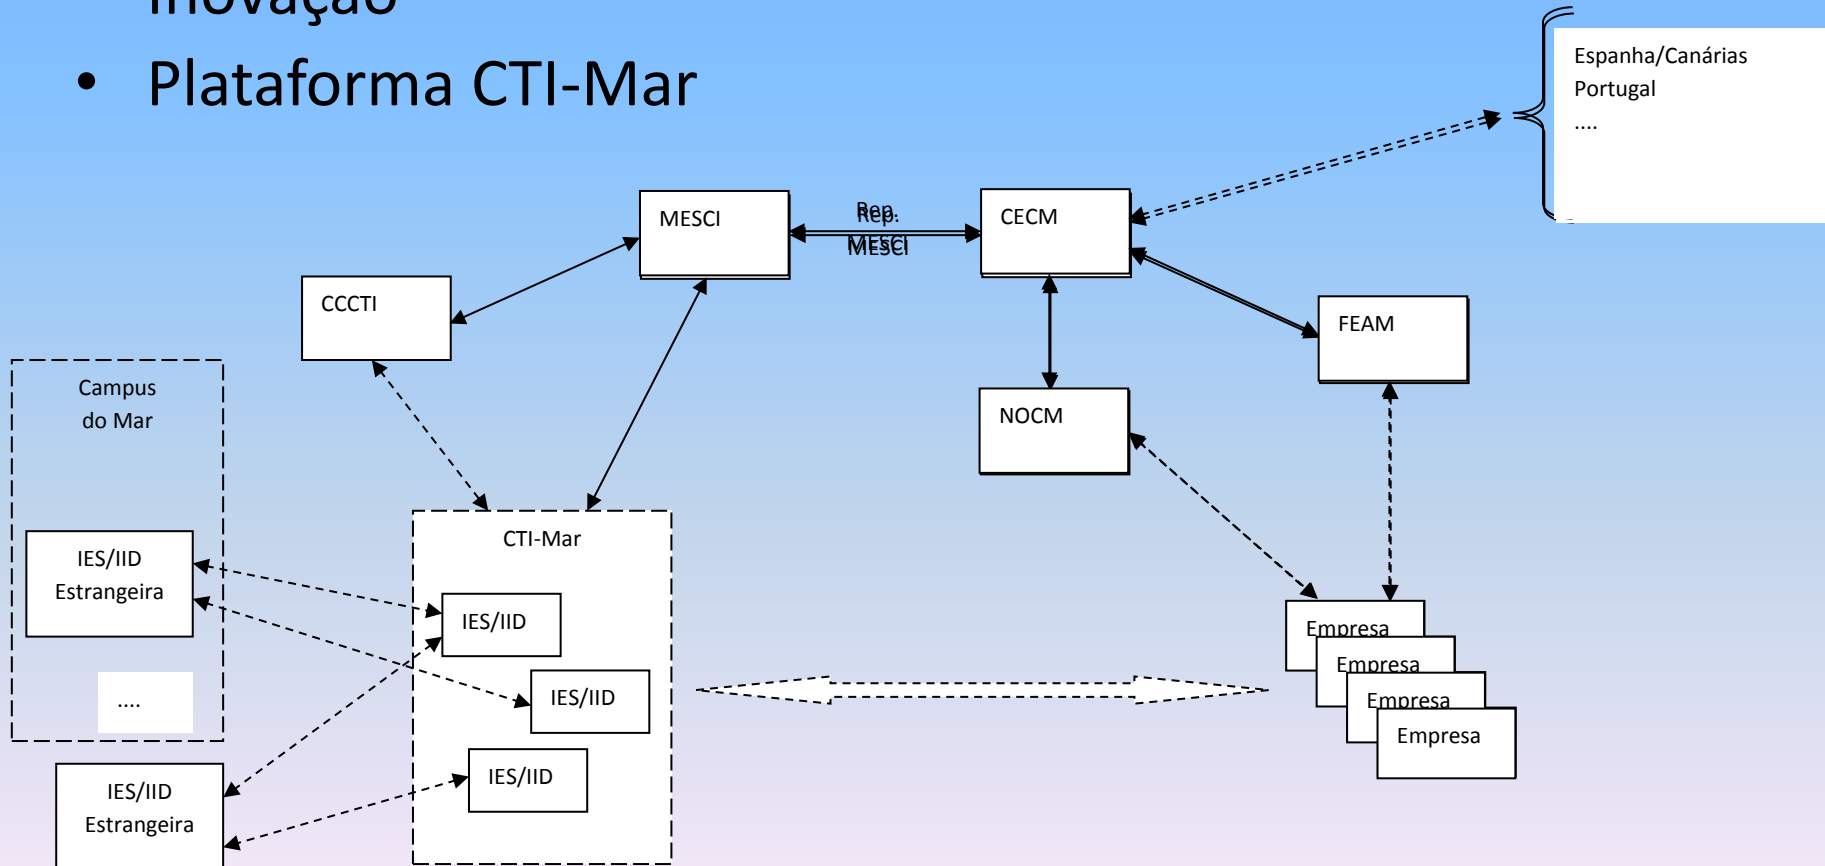 Inovação
• Plataforma CTI-Mar
Espanha/Canárias
Portugal
....
MESCI
Rep.
MESCI
CECM
CCCTI
FEAM
Campus
do Mar
NOCM
CTI-Mar
IES/IID
Estrangeira
IES/IID
Empresa
Empresa
IES/IID
....
Empresa
Empresa
IES/IID
IES/IID
Estrangeira